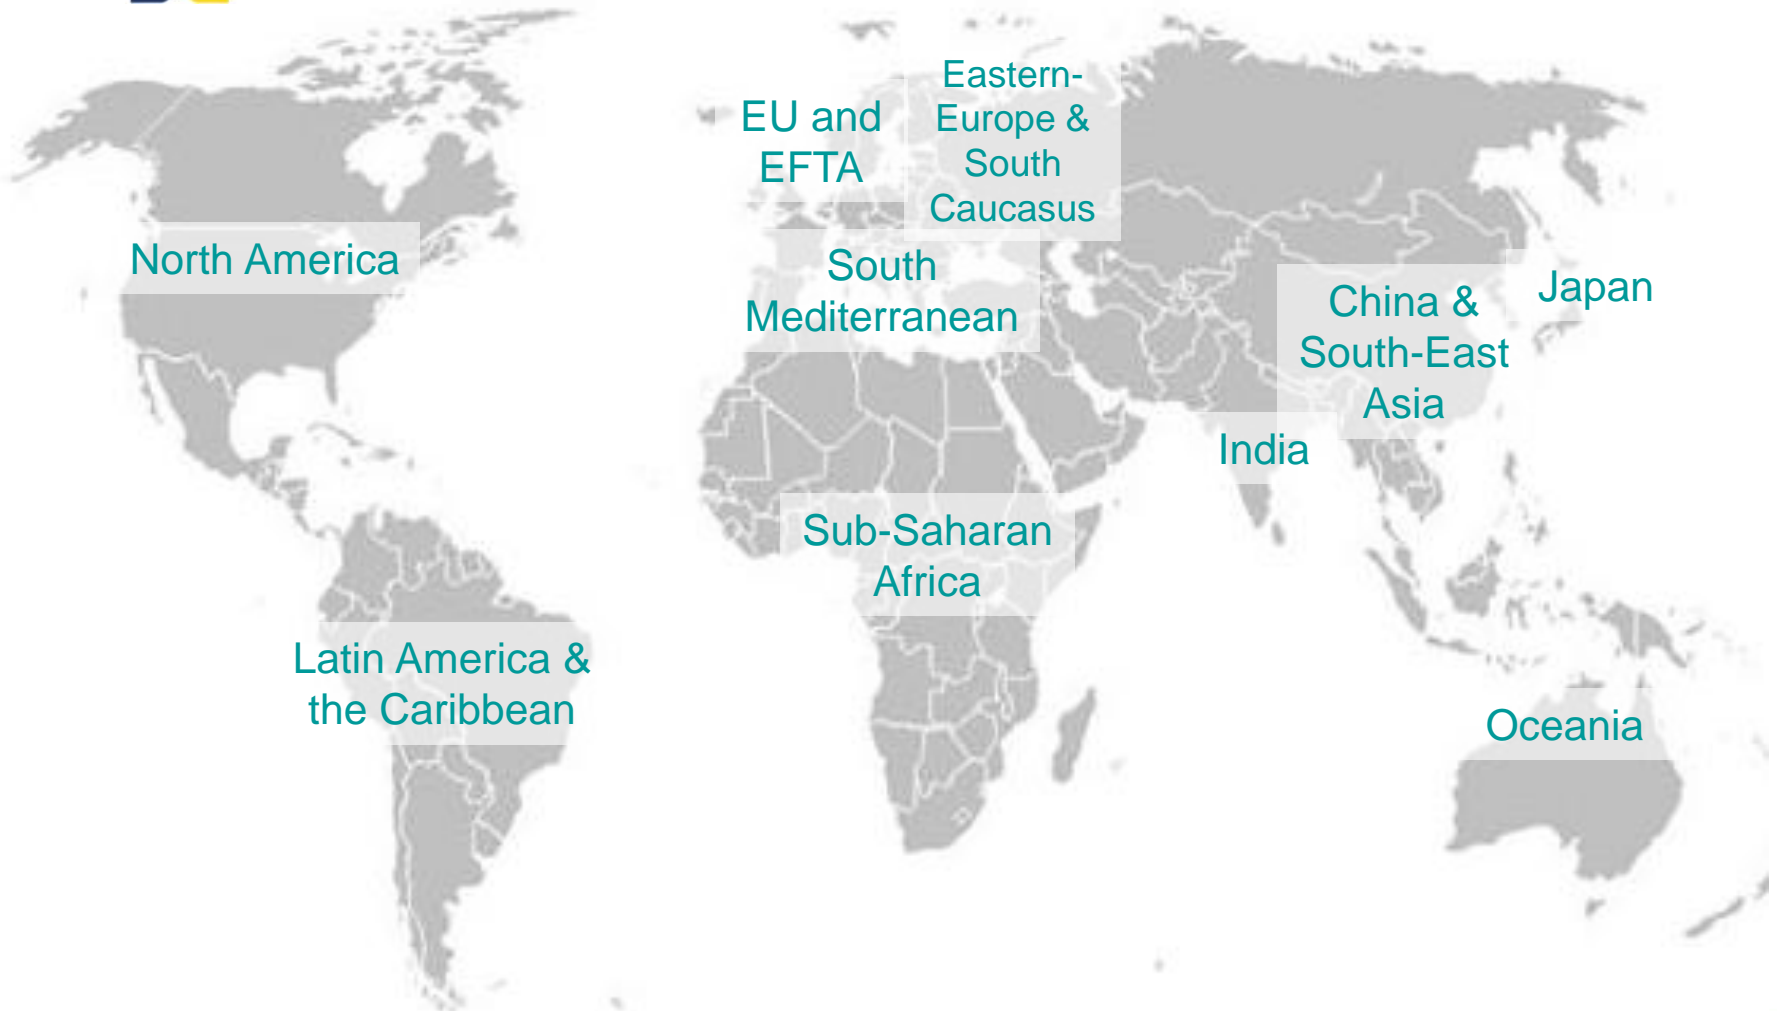 Eastern-
Europe &
South
Caucasus
EU and
EFTA
North America
South
Mediterranean
China &
South-East
Asia
Japan
India
Sub-Saharan
Africa
Latin America &
the Caribbean
Oceania